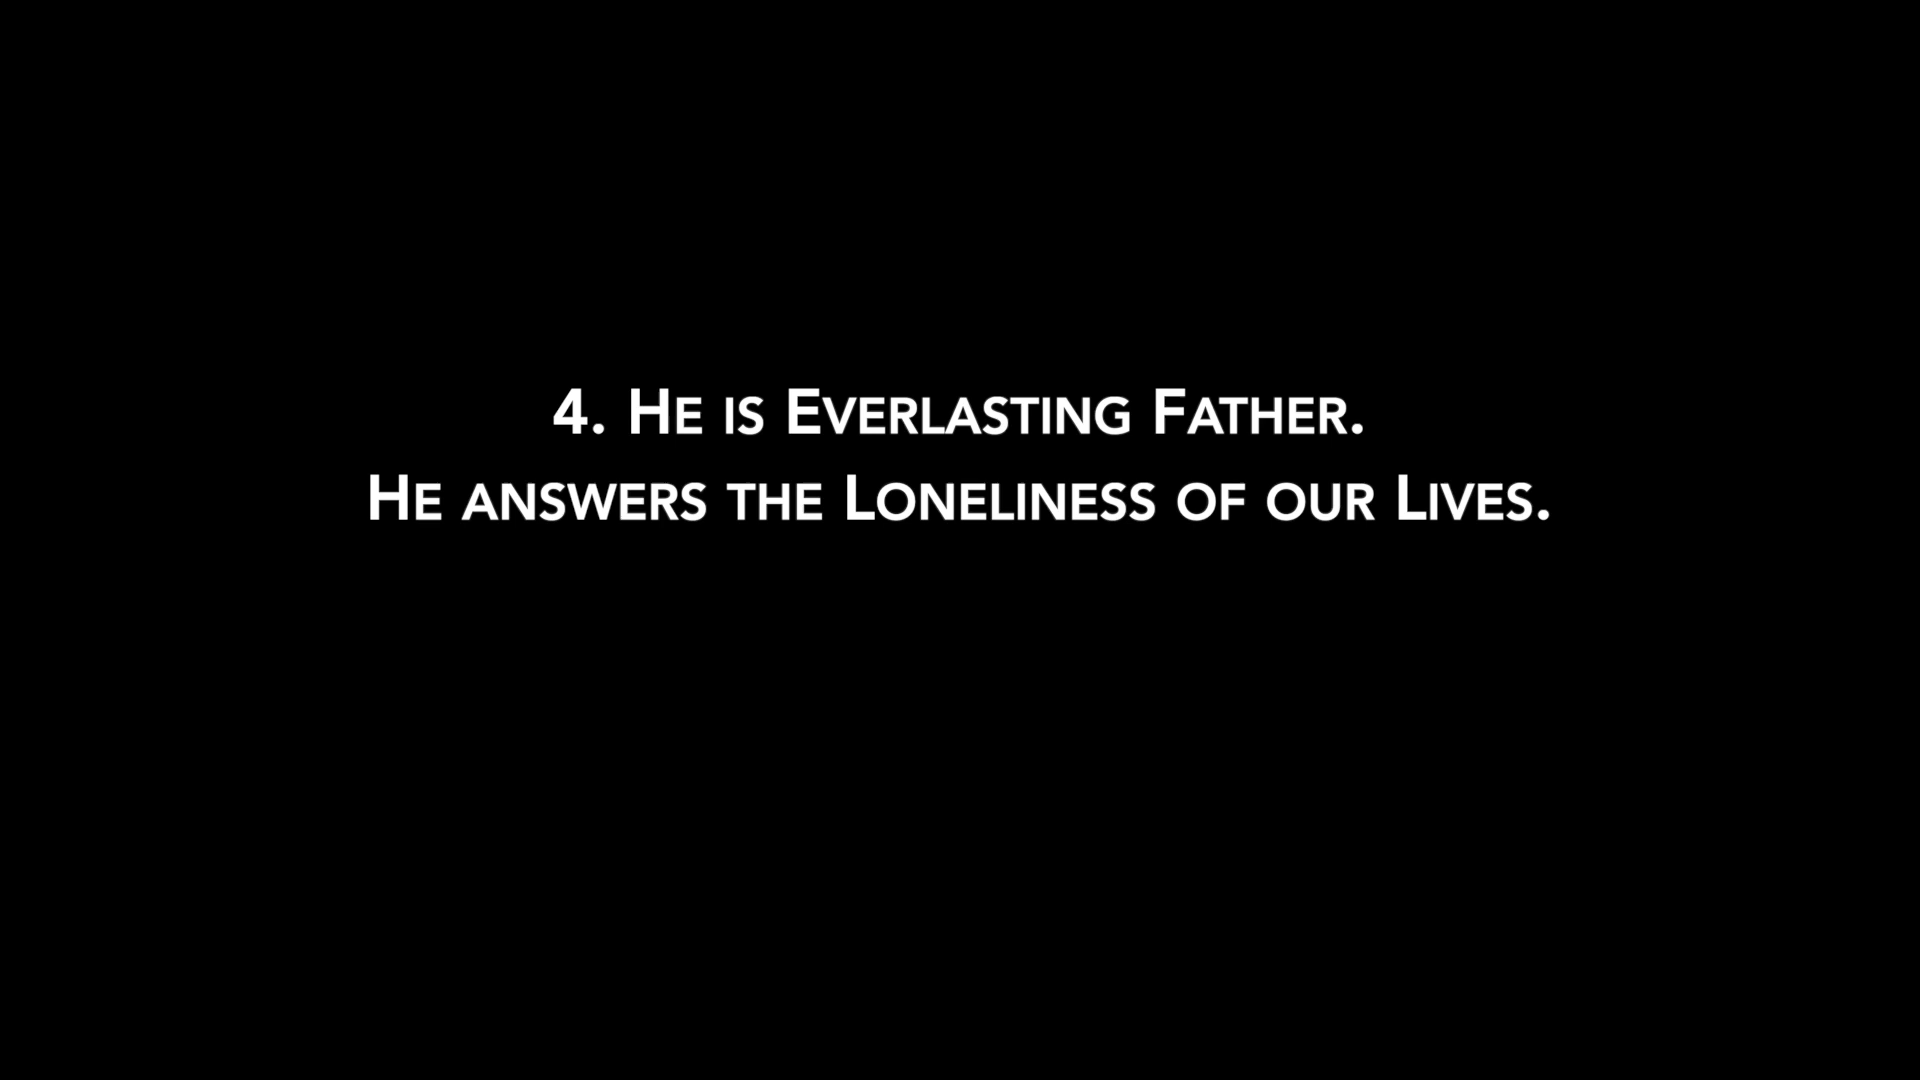 4. He is Everlasting Father.
He answers the Loneliness of our Lives.